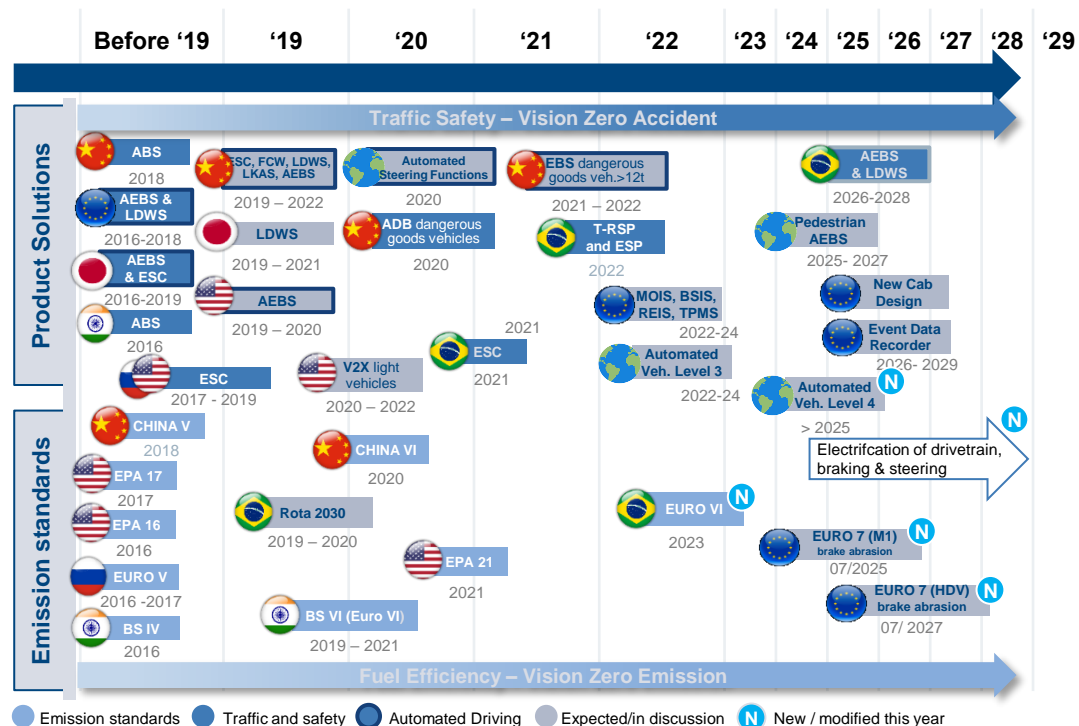 Before ‘19
‘19
‘20
‘21
‘22
‘23
‘24
‘25
‘26
‘27
‘28
‘29
Traffic Safety – Vision Zero Accident
Product Solutions
ABS
2018
AEBS &
LDWS
2016-2018
AEBS
& ESC
2016-2019
ABS
2016
ESC
2017 - 2019
ESC, FCW, LDWS,
LKAS, AEBS
2019 – 2022
LDWS
2019 – 2021
AEBS
2019 – 2020
Automated
Steering Functions
2020
ADB dangerous
goods vehicles
2020
V2X light
vehicles
2020 – 2022
EBS dangerous
goods veh.>12t
2021 – 2022
T-RSP
and ESP
2022
2021
ESC
2021
MOIS, BSIS,
REIS, TPMS
2022-24
Automated
Veh. Level 3
2022-24
AEBS
& LDWS
2026-2028
Pedestrian
AEBS
2025- 2027
New Cab
Design
Event Data
Recorder
2026- 2029
Automated
Veh. Level 4
N
> 2025
N
Electrifcation of drivetrain,
braking & steering
Emission standards
CHINA V
2018
EPA 17
2017
EPA 16
2016
EURO V
2016 -2017
BS IV
2016
CHINA VI
2020
Rota 2030
2019 – 2020
EPA 21
2021
BS VI (Euro VI)
2019 – 2021
EURO VI
N
2023
EURO 7 (M1)
brake abrasion
N
07/2025
EURO 7 (HDV)
brake abrasion
N
07/ 2027
Fuel Efficiency – Vision Zero Emission
Emission standards
Traffic and safety
Automated Driving
Expected/in discussion
N
New / modified this year